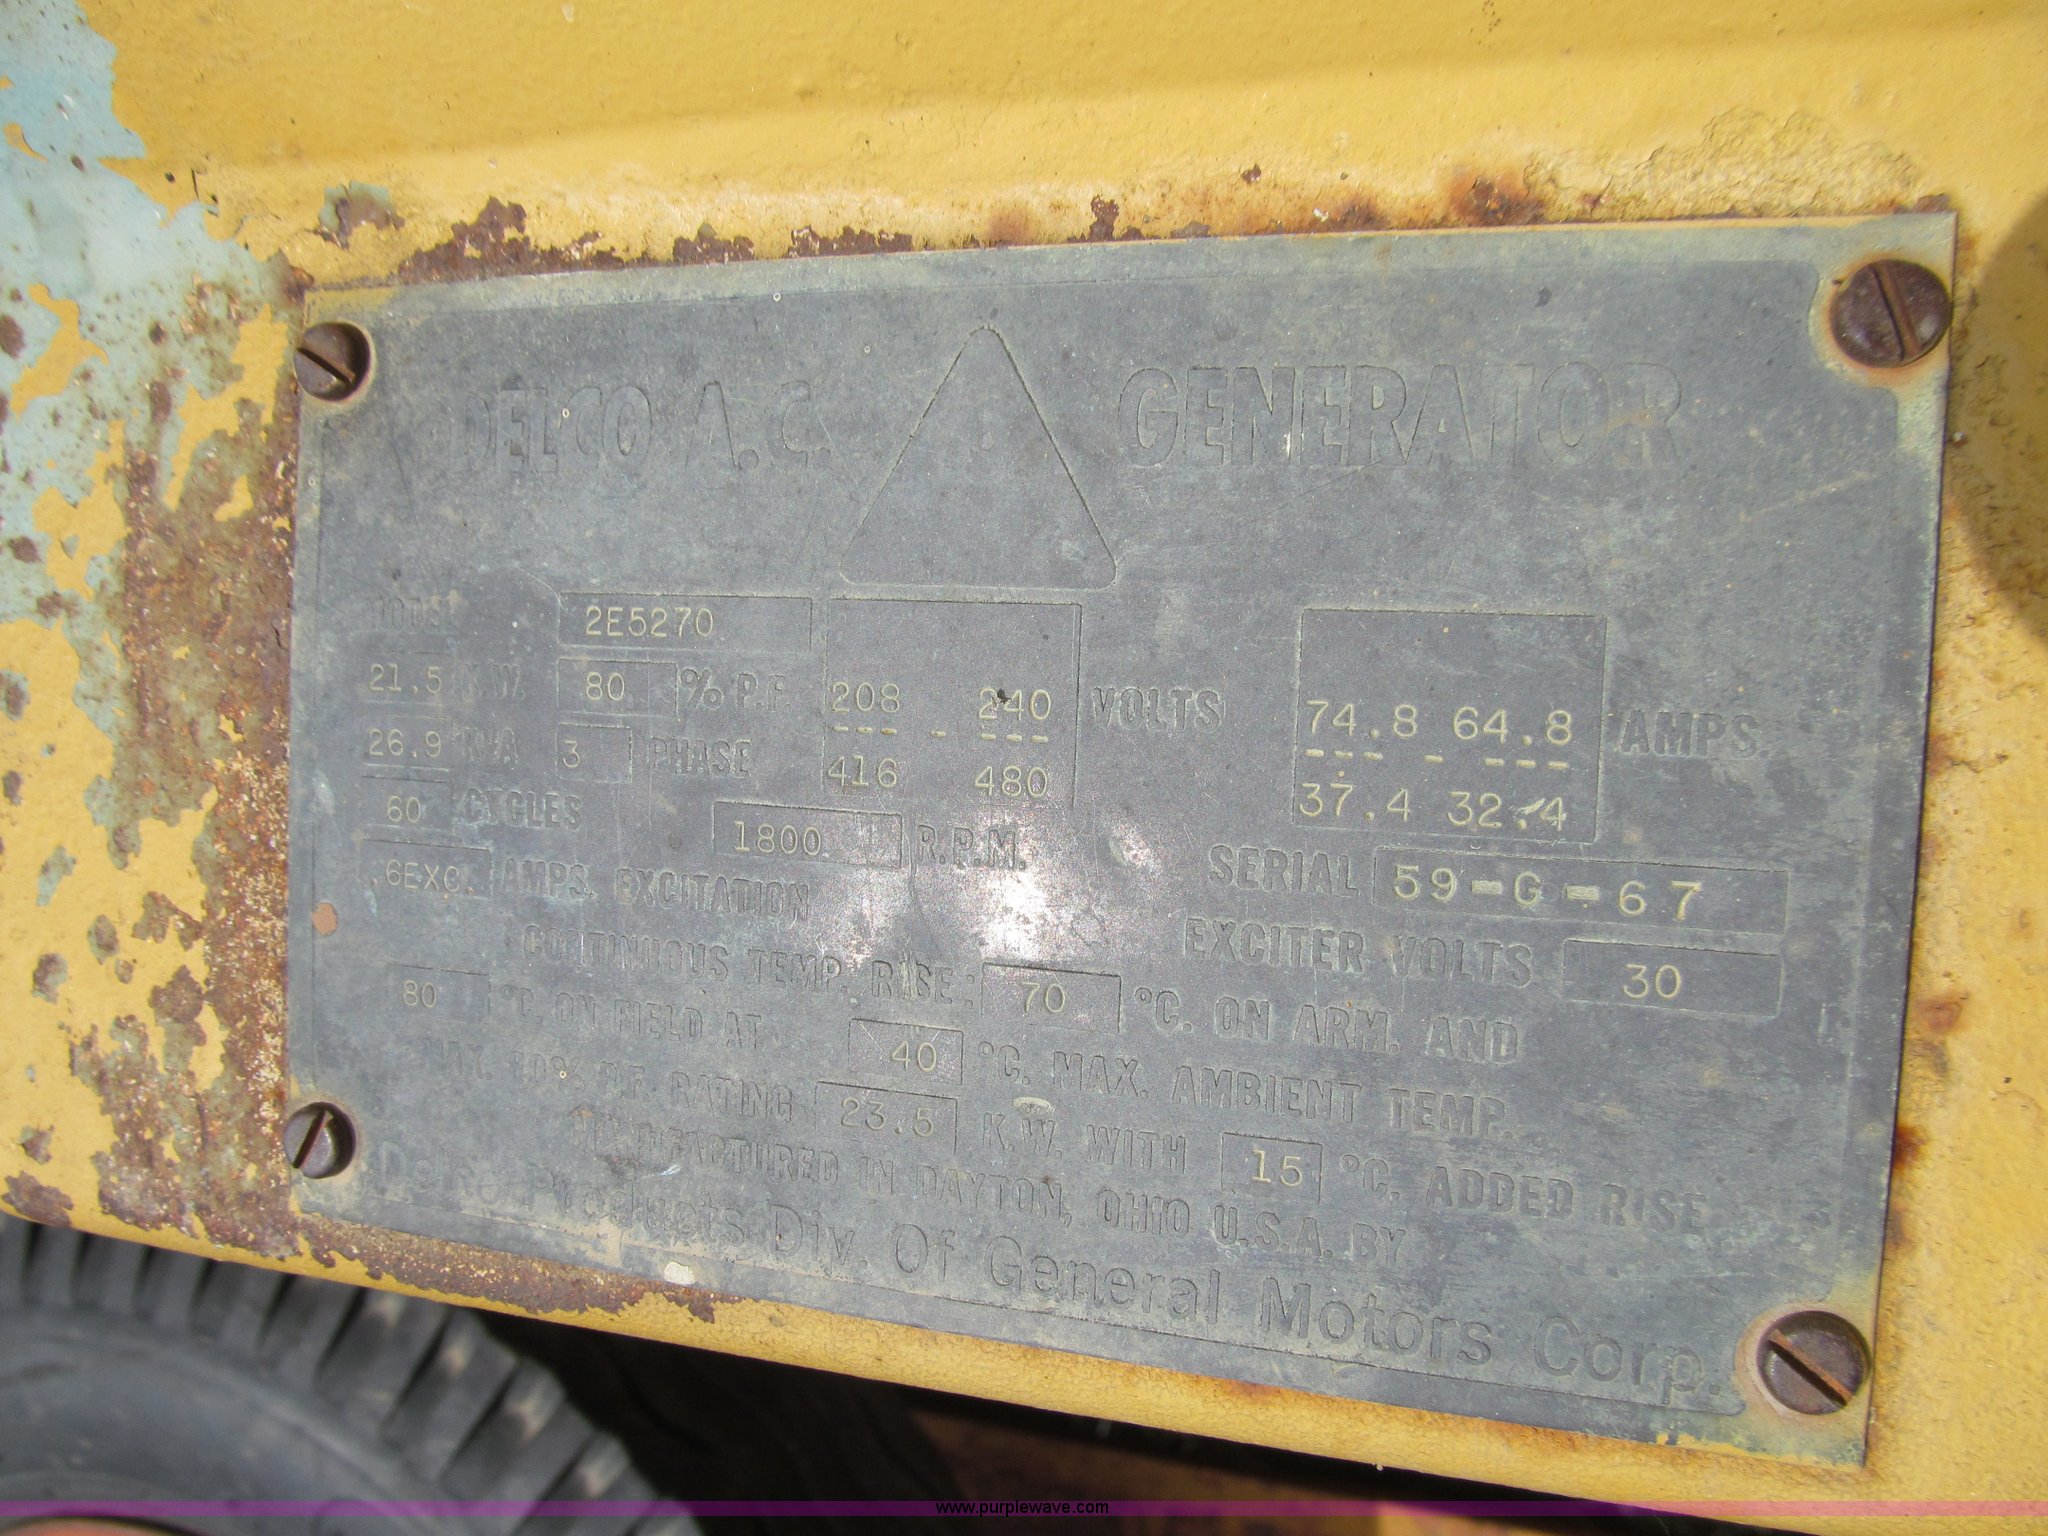 DELCO A.C. GENERATOR
MODEL 2E5270
21.5 K.W. 80 % P.F. 208 - 240 VOLTS 74.8 64.8 AMPS.
--- - --- --- - ---
26.9 KVA 3 PHASE 416 480 37.4 32.4
60 CYCLES 1800 R.P.M. SERIAL 59-G-67
.6EXC. AMPS. EXCITATION EXCITER VOLTS 30
CONTINUOUS TEMP. RISE: 70 °C. ON ARM. AND
80 °C. ON FIELD AT 40 °C. MAX. AMBIENT TEMP.
P.F. RATING 23.5 K.W. WITH 15 °C. ADDED RISE
MANUFACTURED IN DAYTON, OHIO U.S.A. BY
Delco Products Div. Of General Motors Corp.
www.purplewave.com